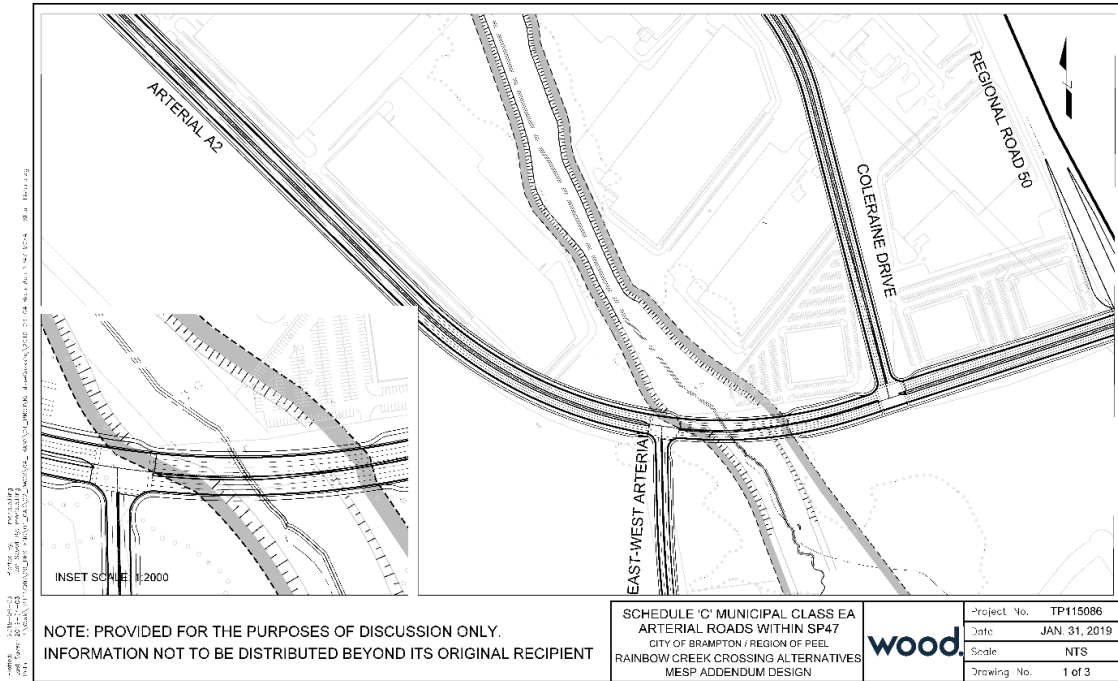 ARTERIAL A2
REGIONAL ROAD 50
COLERAINE DRIVE
EAST-WEST ARTERIAL
INSET SCALE: 1:2000
NOTE: PROVIDED FOR THE PURPOSES OF DISCUSSION ONLY.
INFORMATION NOT TO BE DISTRIBUTED BEYOND ITS ORIGINAL RECIPIENT
SCHEDULE 'C' MUNICIPAL CLASS EA
ARTERIAL ROADS WITHIN SP47
CITY OF BRAMPTON / REGION OF PEEL
RAINBOW CREEK CROSSING ALTERNATIVES
MESP ADDENDUM DESIGN
wood.
Project No. TP115086
Date JAN. 31, 2019
Scale NTS
Drawing No. 1 of 3